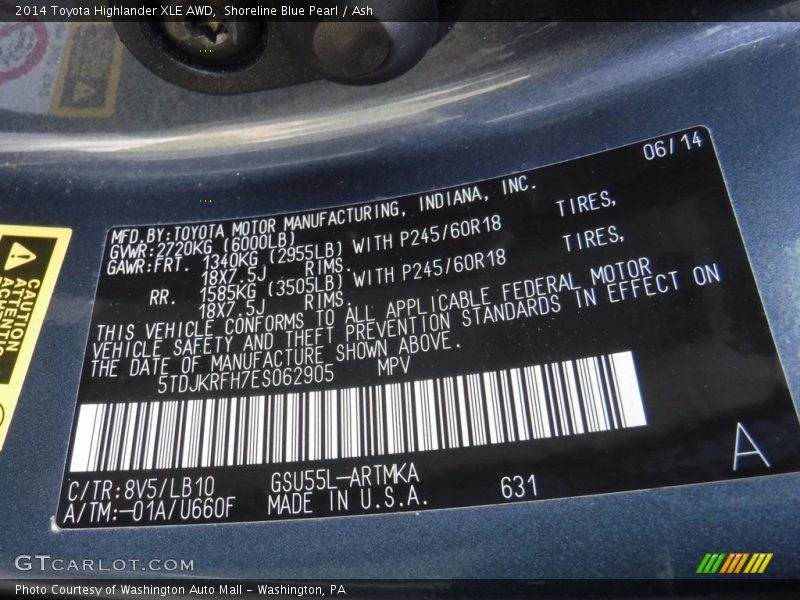 2014 Toyota Highlander XLE AWD,  Shoreline Blue Pearl / Ash
06/14
MFD.BY:TOYOTA MOTOR MANUFACTURING, INDIANA, INC.
GVWR:2720KG (6000LB)
GAWR:FRT. 1340KG (2955LB) WITH P245/60R18 TIRES,
18X7.5J RIMS.
RR. 1585KG (3505LB) WITH P245/60R18 TIRES,
18X7.5J RIMS.
THIS VEHICLE CONFORMS TO ALL APPLICABLE FEDERAL MOTOR
VEHICLE SAFETY AND THEFT PREVENTION STANDARDS IN EFFECT ON
THE DATE OF MANUFACTURE SHOWN ABOVE.
5TDJKRFH7ES062905 MPV
C/TR:8V5/LB10 GSU55L-ARTMKA
A/TM:-01A/U660F MADE IN U.S.A. 631
A
CAUTION
ATTENTION
GTCARLOT.COM
Photo Courtesy of Washington Auto Mall - Washington, PA